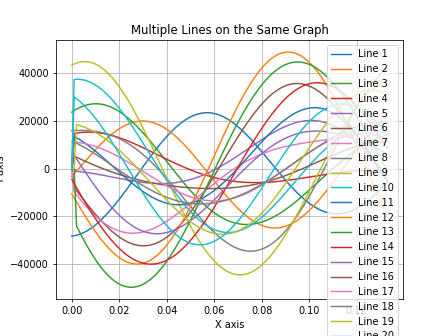 Multiple Lines on the Same Graph
40000
20000
0
−20000
−40000
axis
0.00
0.02
0.04
0.06
0.08
0.10
X axis
Line 1
Line 2
Line 3
Line 4
Line 5
Line 6
Line 7
Line 8
Line 9
Line 10
Line 11
Line 12
Line 13
Line 14
Line 15
Line 16
Line 17
Line 18
Line 19
Line 20